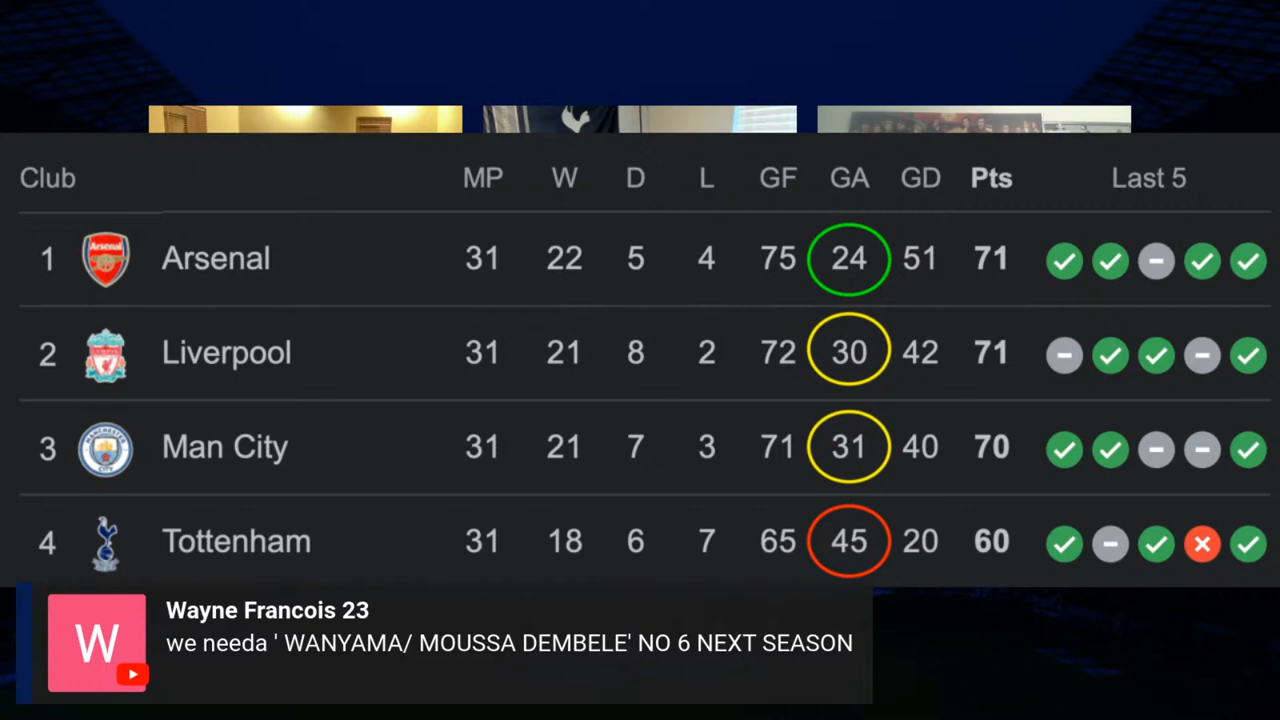 Club MP W D L GF GA GD Pts Last 5
1 Arsenal Arsenal 31 22 5 4 75 24 51 71
2 Liverpool 31 21 8 2 72 30 42 71
3 Man City 31 21 7 3 71 31 40 70
4 Tottenham 31 18 6 7 65 45 20 60
W Wayne Francois 23
we needa ' WANYAMA/ MOUSSA DEMBELE' NO 6 NEXT SEASON